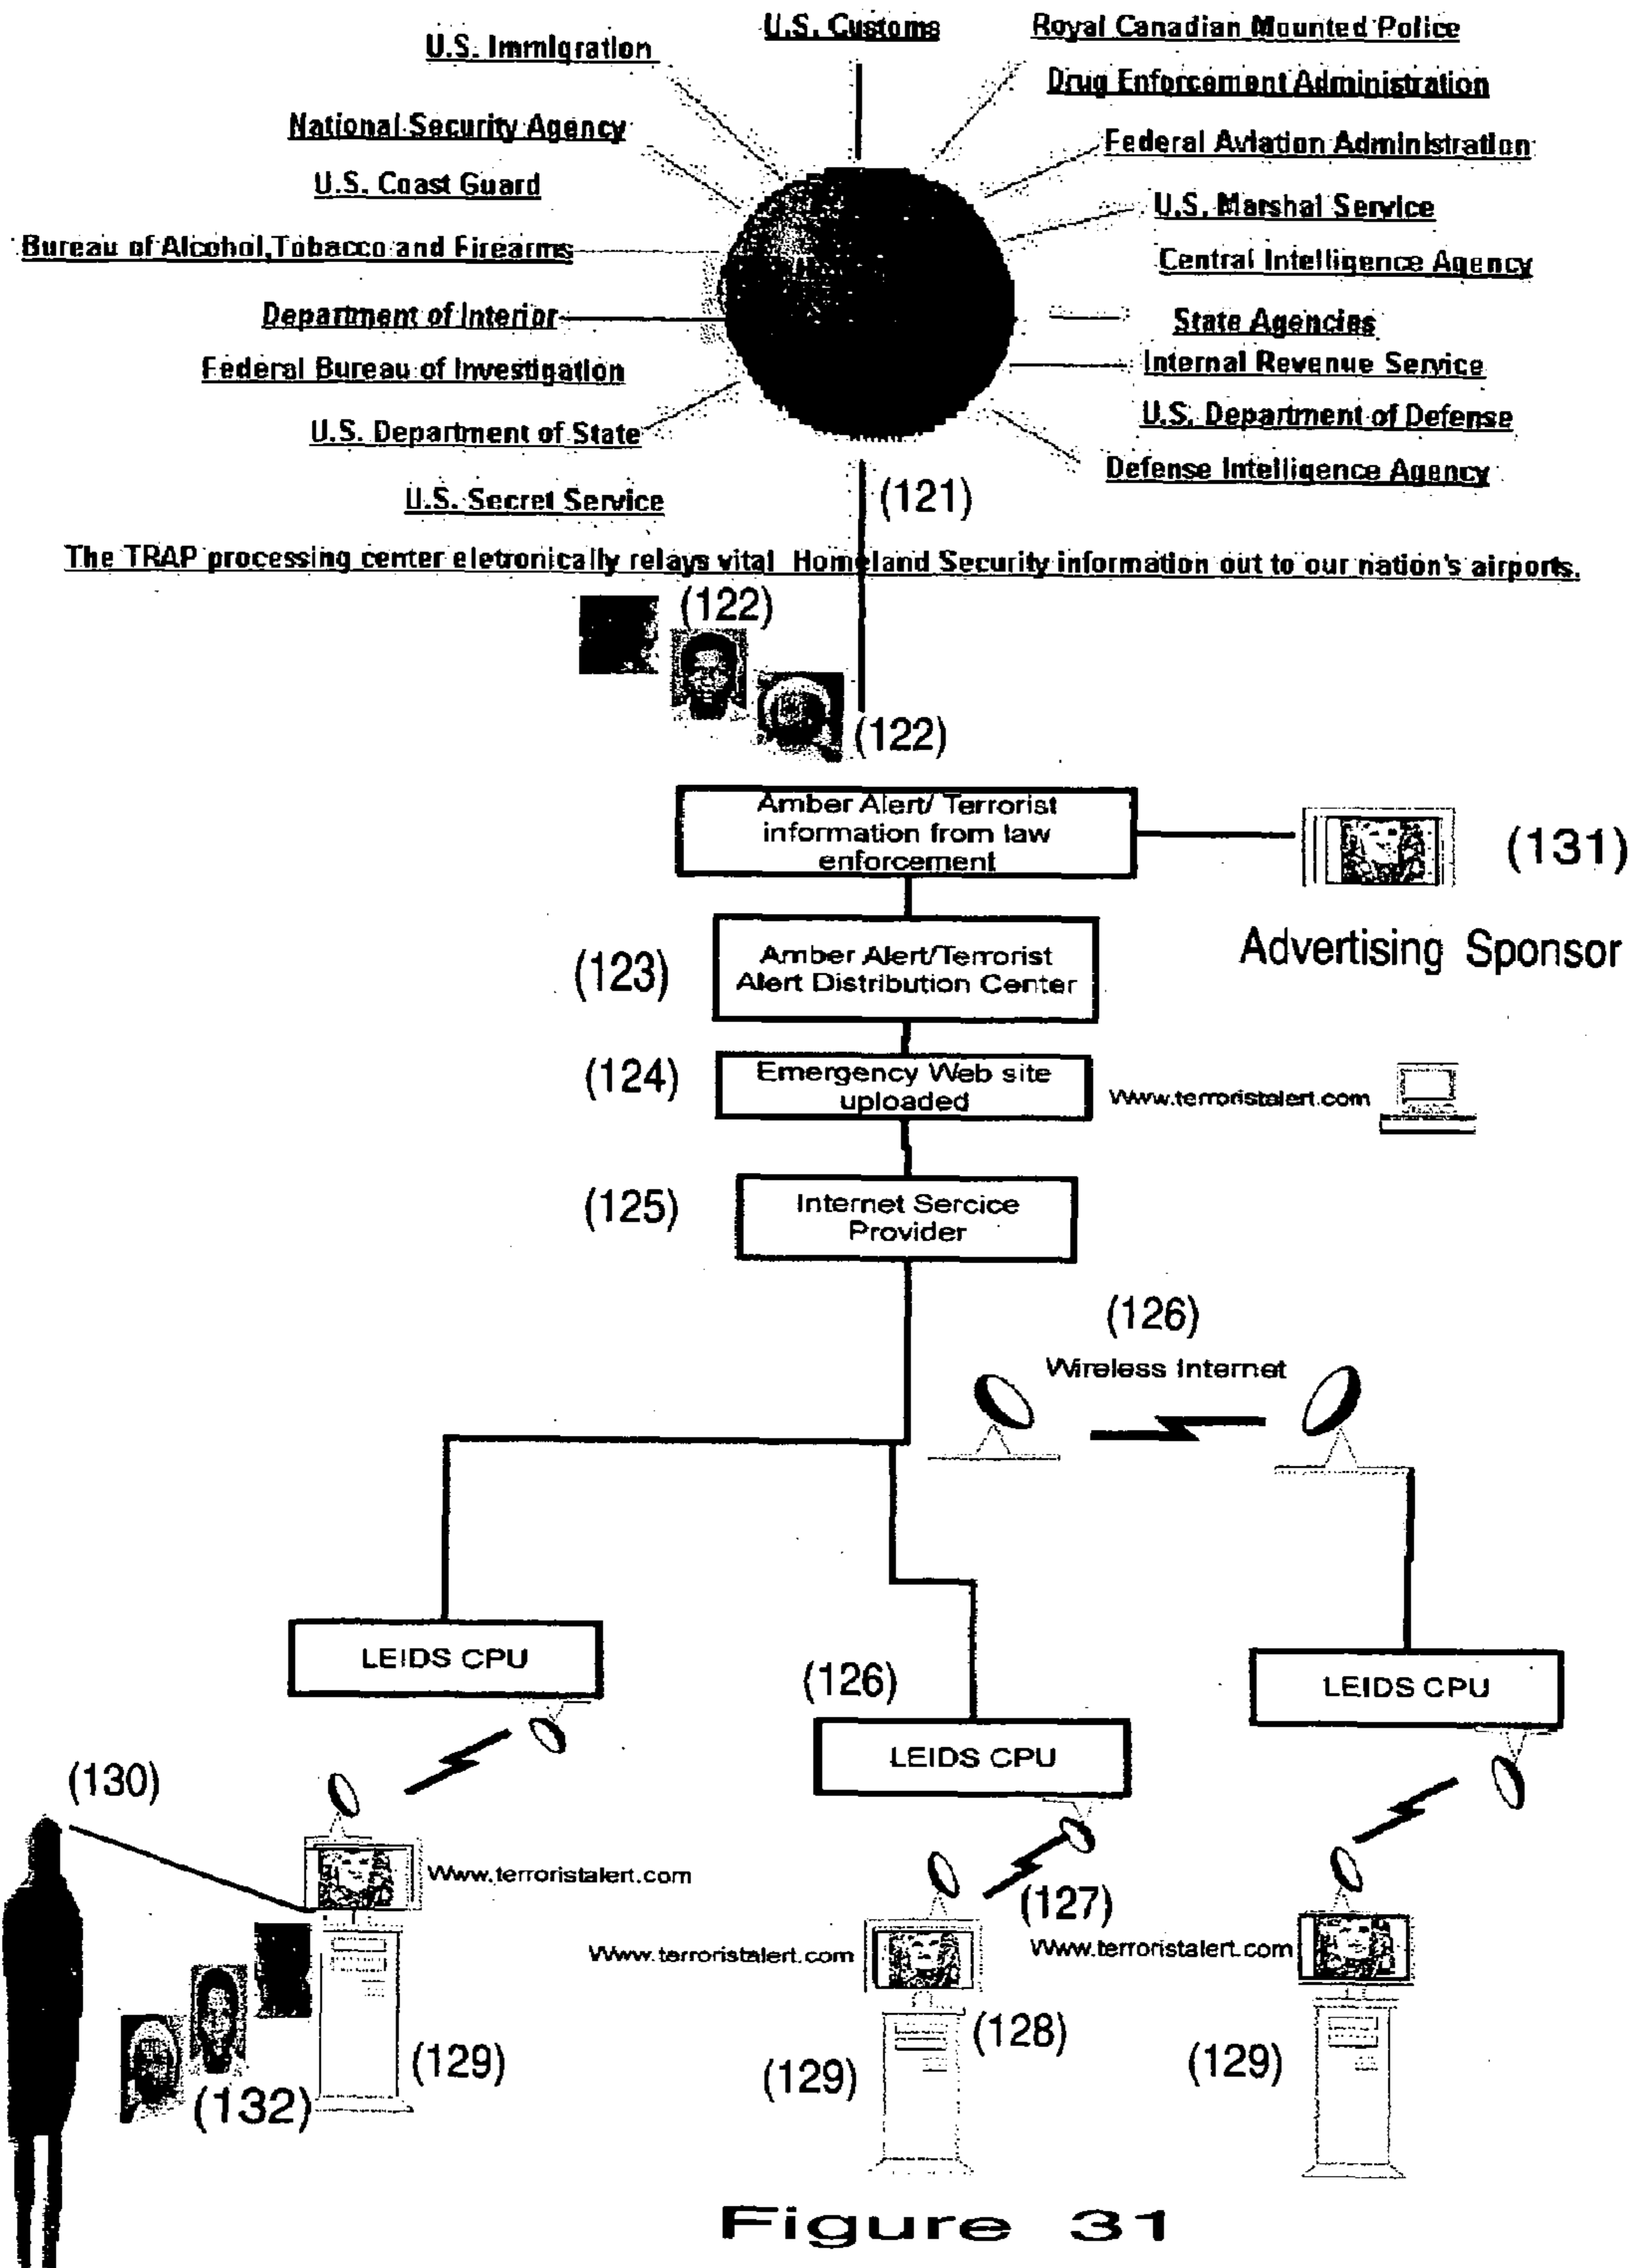 U.S. Customs
Royal Canadian Mounted Police
U.S. Immigration
Drug Enforcement Administration
National Security Agency
Federal Aviation Administration
U.S. Coast Guard
U.S. Marshal Service
Bureau of Alcohol,Tobacco and Firearms
Central Intelligence Agency
Department of Interior
State Agencies
Federal Bureau of Investigation
Internal Revenue Service
U.S. Department of Defense
U.S. Department of State
Defense Intelligence Agency
U.S. Secret Service
(121)
The TRAP processing center eletronically relays vital Homeland Security information out to our nation's airports.
(122)
(122)
Amber Alert/ Terrorist
information from law
enforcement
(131)
Advertising Sponsor
(123)
Amber Alert/Terrorist
Alert Distribution Center
(124)
Emergency Web site
uploaded
Www.terroristalert.com
(125)
Internet Sercice
Provider
(126)
Wireless Internet
LEIDS CPU
(126)
LEIDS CPU
LEIDS CPU
(130)
Www.terroristalert.com
(127)
Www.terroristalert.com
Www.terroristalert.com
(128)
(129)
(129)
(129)
(132)
Figure 31